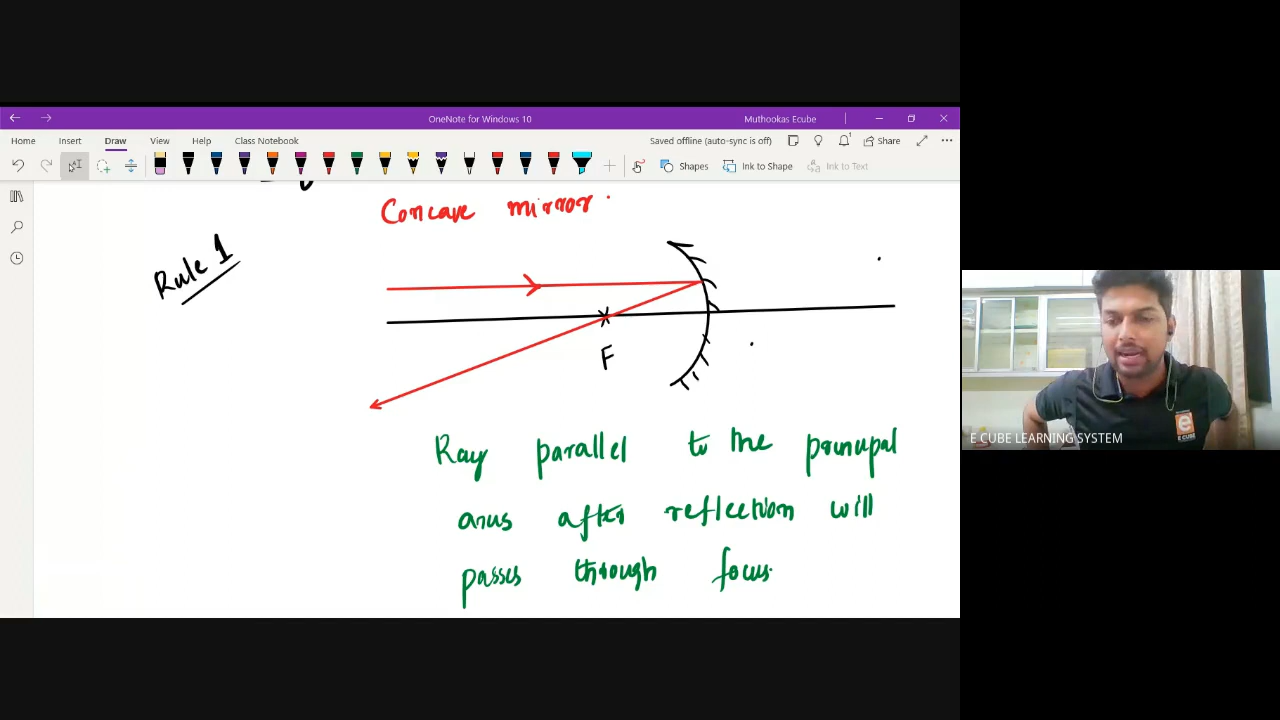 OneNote for Windows 10
Muthookas Ecube
Home Insert Draw View Help Class Notebook
Saved offline (auto-sync is off)
Share
Shapes
Ink to Shape
Ink to Text
Concave mirror.
Rule 1
F
Ray parallel to the principal
axis after reflection will
passes through focus.
e
E CUBE
E CUBE LEARNING SYSTEM